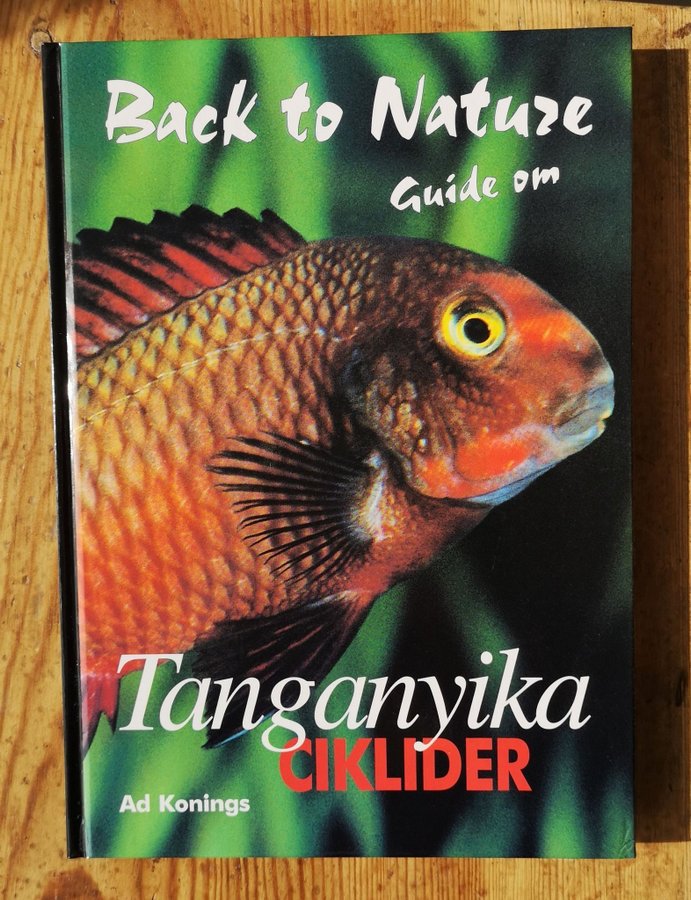 Back to Nature
Guide om
Tanganyika
CIKLIDER
Ad Konings